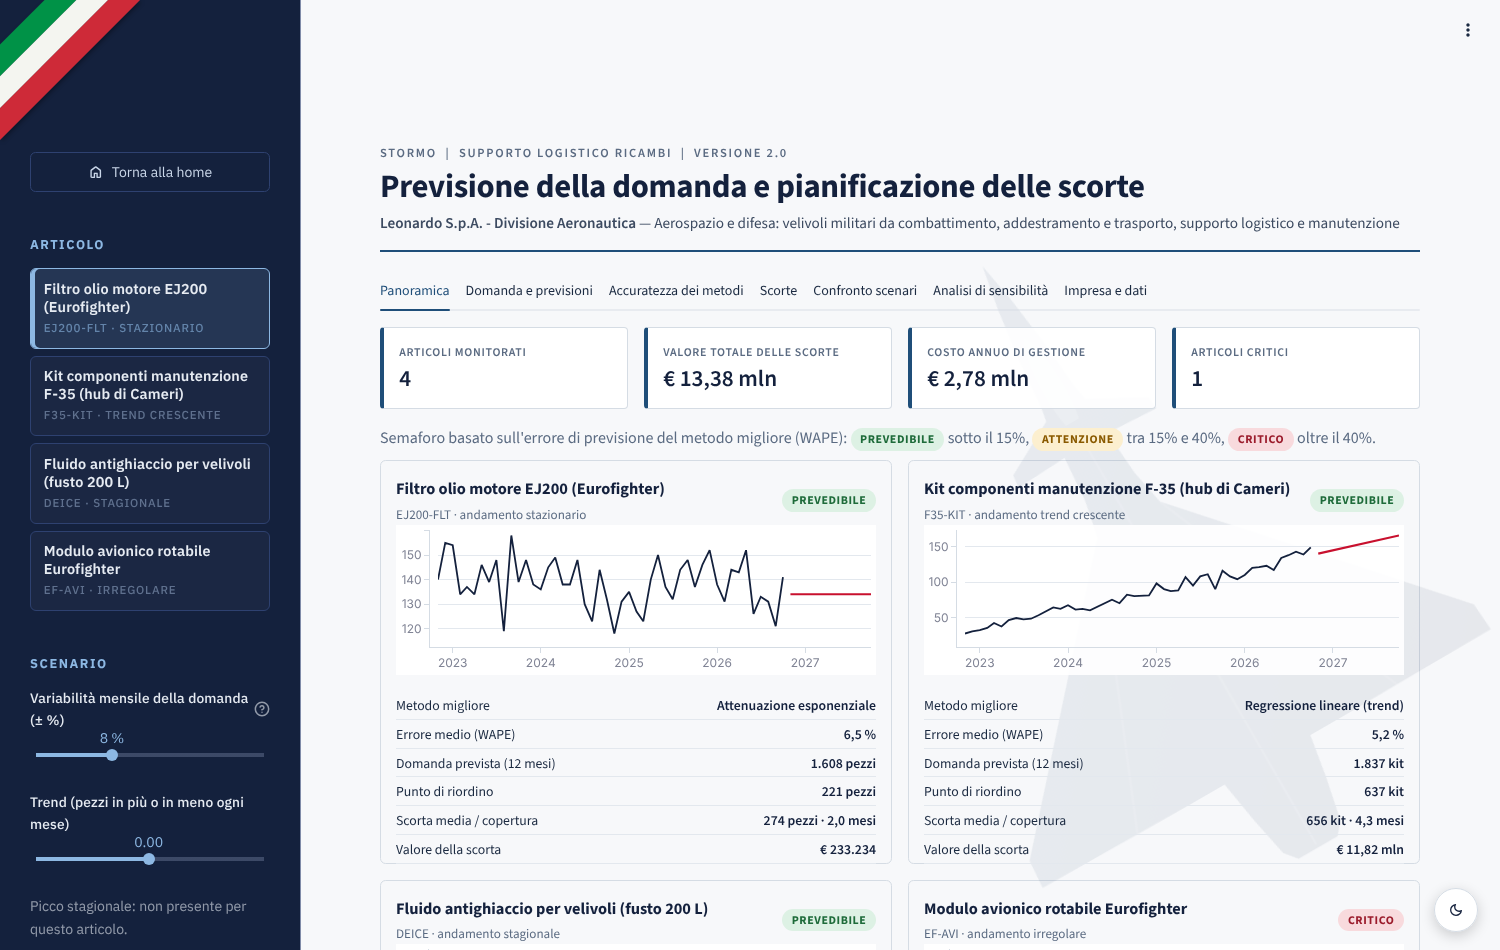 Torna alla home
ARTICOLO
Filtro olio motore EJ200
(Eurofighter)
EJ200-FLT · STAZIONARIO
Kit componenti manutenzione
F-35 (hub di Cameri)
F35-KIT · TREND CRESCENTE
Fluido antighiaccio per velivoli
(fusto 200 L)
DEICE · STAGIONALE
Modulo avionico rotabile
Eurofighter
EF-AVI · IRREGOLARE
SCENARIO
Variabilità mensile della domanda
(± %)
8 %
Trend (pezzi in più o in meno ogni
mese)
0.00
Picco stagionale: non presente per
questo articolo.
STORMO | SUPPORTO LOGISTICO RICAMBI | VERSIONE 2.0
Previsione della domanda e pianificazione delle scorte
Leonardo S.p.A. - Divisione Aeronautica — Aerospazio e difesa: velivoli militari da combattimento, addestramento e trasporto, supporto logistico e manutenzione
Panoramica Domanda e previsioni Accuratezza dei metodi Scorte Confronto scenari Analisi di sensibilità Impresa e dati
ARTICOLI MONITORATI
4
VALORE TOTALE DELLE SCORTE
€ 13,38 mln
COSTO ANNUO DI GESTIONE
€ 2,78 mln
ARTICOLI CRITICI
1
Semaforo basato sull'errore di previsione del metodo migliore (WAPE): PREVEDIBILE sotto il 15%, ATTENZIONE tra 15% e 40%, CRITICO oltre il 40%.
Filtro olio motore EJ200 (Eurofighter)
PREVEDIBILE
EJ200-FLT · andamento stazionario
150
140
130
120
2023 2024 2025 2026 2027
Metodo migliore Attenuazione esponenziale
Errore medio (WAPE) 6,5 %
Domanda prevista (12 mesi) 1.608 pezzi
Punto di riordino 221 pezzi
Scorta media / copertura 274 pezzi · 2,0 mesi
Valore della scorta € 233.234
Kit componenti manutenzione F-35 (hub di Cameri)
PREVEDIBILE
F35-KIT · andamento trend crescente
150
100
50
2023 2024 2025 2026 2027
Metodo migliore Regressione lineare (trend)
Errore medio (WAPE) 5,2 %
Domanda prevista (12 mesi) 1.837 kit
Punto di riordino 637 kit
Scorta media / copertura 656 kit · 4,3 mesi
Valore della scorta € 11,82 mln
Fluido antighiaccio per velivoli (fusto 200 L)
PREVEDIBILE
DEICE · andamento stagionale
Modulo avionico rotabile Eurofighter
CRITICO
EF-AVI · andamento irregolare